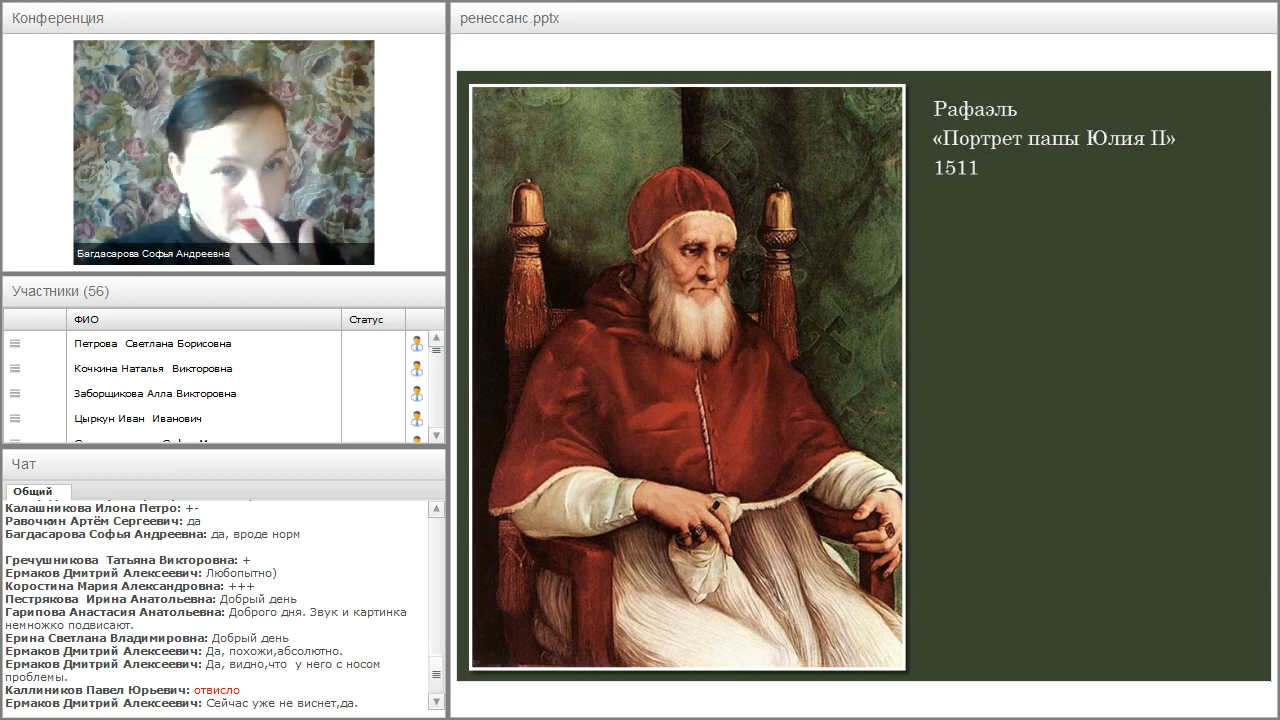 Конференция
Багдасарова Софья Андреевна
Участники (56)
ФИО Статус
Петрова Светлана Борисовна
Кочкина Наталья Викторовна
Заборщикова Алла Викторовна
Цыркун Иван Иванович
Чат
Общий
Калашникова Илона Петро: +-
Равочкин Артём Сергеевич: да
Багдасарова Софья Андреевна: да, вроде норм
Гречушникова Татьяна Викторовна: +
Ермаков Дмитрий Алексеевич: Любопытно)
Коростина Мария Александровна: +++
Пестрякова Ирина Анатольевна: Добрый день
Гарипова Анастасия Анатольевна: Доброго дня. Звук и картинка
немножко подвисают.
Ерина Светлана Владимировна: Добрый день
Ермаков Дмитрий Алексеевич: Да, похожи,абсолютно.
Ермаков Дмитрий Алексеевич: Да, видно,что у него с носом
проблемы.
Каллиников Павел Юрьевич: отвисло
Ермаков Дмитрий Алексеевич: Сейчас уже не виснет,да.
ренессанс.pptx
Рафаэль
«Портрет папы Юлия II»
1511